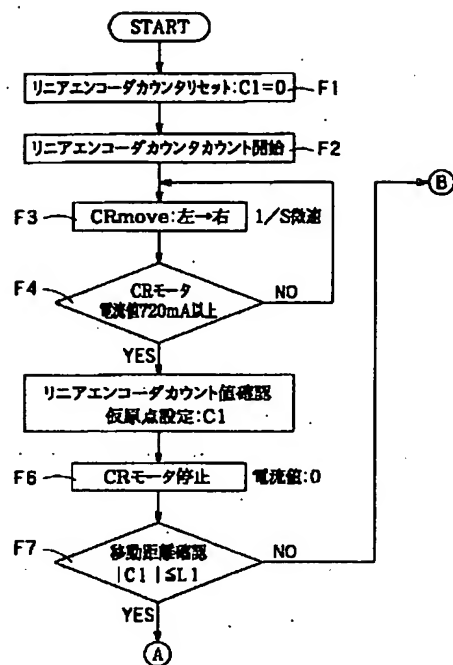 START
リニアエンコーダカウンタリセット:C1=0 F1
リニアエンコーダカウンタカウント開始 F2
B
F3 CRmove:左→右 1/S微速
F4 CRモータ
電流値720mA以上
NO
YES
リニアエンコーダカウント値確認
仮原点設定:C1
F6 CRモータ停止 電流値:0
F7 移動距離確認
|C1|≦L1
NO
YES
A